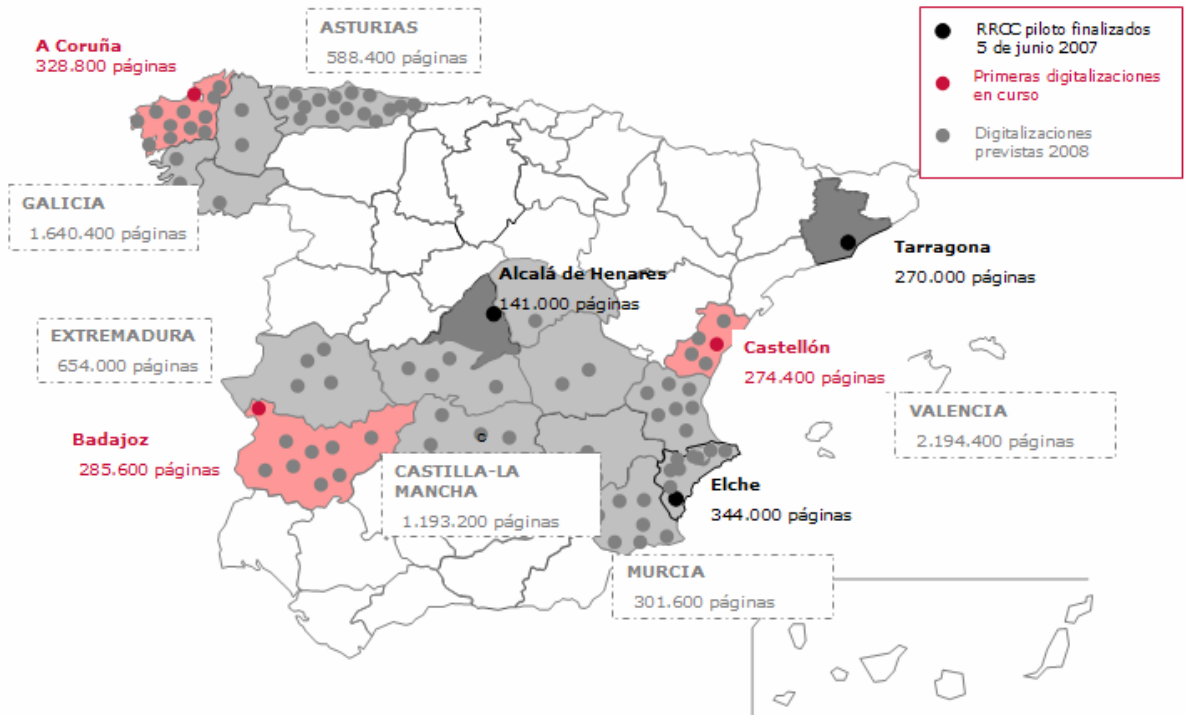 A Coruña
328.800 páginas
ASTURIAS
588.400 páginas
RRCC piloto finalizados
5 de junio 2007
Primeras digitalizaciones
en curso
Digitalizaciones
previstas 2008
GALICIA
1.640.400 páginas
Tarragona
270.000 páginas
Alcalá de Henares
141.000 páginas
EXTREMADURA
654.000 páginas
Castellón
274.400 páginas
VALENCIA
2.194.400 páginas
Badajoz
285.600 páginas
c
CASTILLA-LA
MANCHA
1.193.200 páginas
Elche
344.000 páginas
MURCIA
301.600 páginas